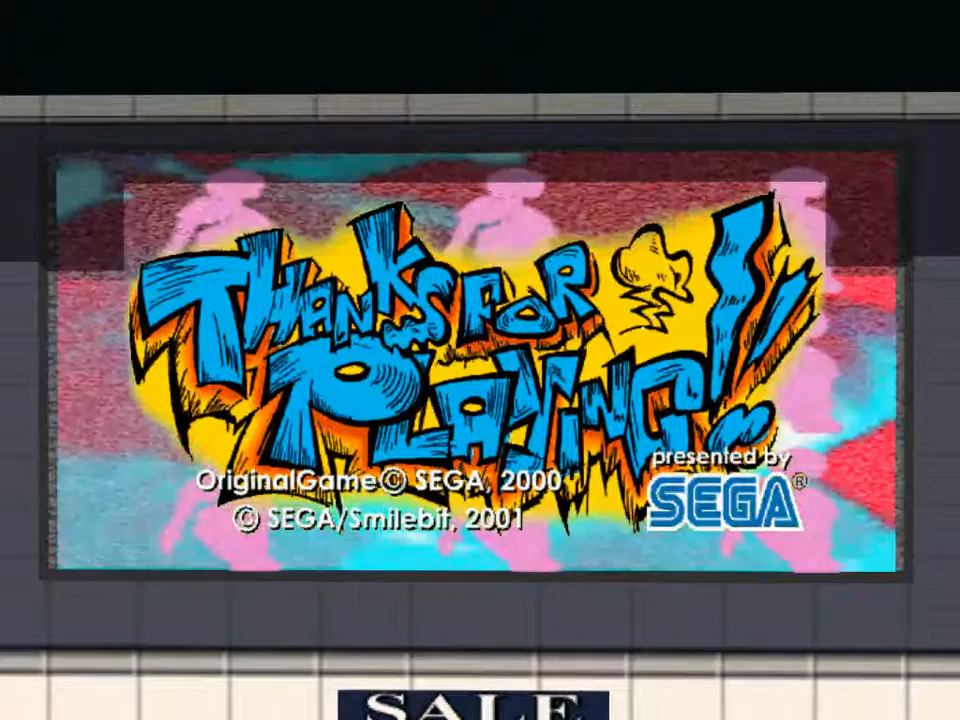 THANKS FOR
PLAYING!!
presented by
OriginalGame© SEGA, 2000
SEGA®
© SEGA/Smilebit, 2001
SALE